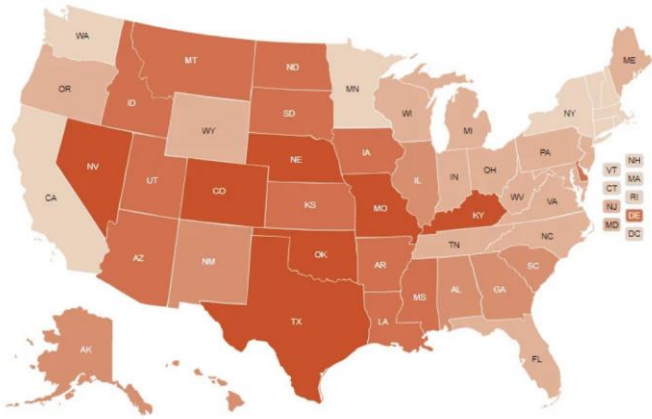 WA
MT
ND
MN
ME
OR
ID
SD
WI
NY
WY
MI
NV
NE
IA
PA
NH
VT
MA
CT
RI
NJ
DE
MD
DC
UT
CO
IL
IN
OH
CA
KS
MO
WV
VA
KY
AZ
NM
OK
AR
TN
NC
SC
MS
AL
GA
TX
LA
AK
FL